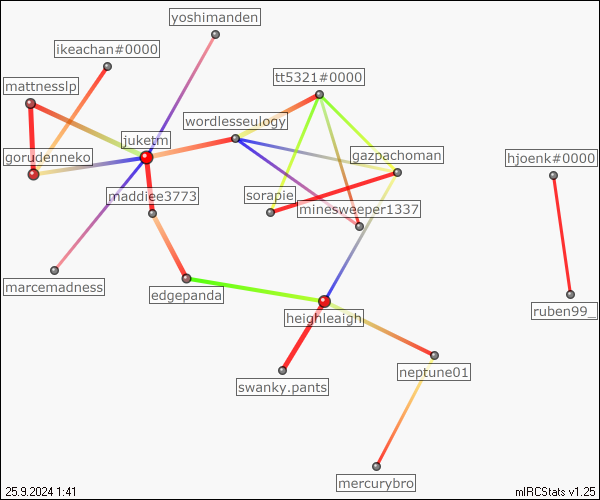 yoshimanden
ikeachan#0000
tt5321#0000
mattnesslp
wordlesseulogy
juketm
gorudenneko
gazpachoman
hjoenk#0000
maddiee3773
sorapie
minesweeper1337
marcemadness
edgepanda
ruben99_
heighleaigh
neptune01
swanky.pants
mercurybro
25.9.2024 1:41
mIRCStats v1.25